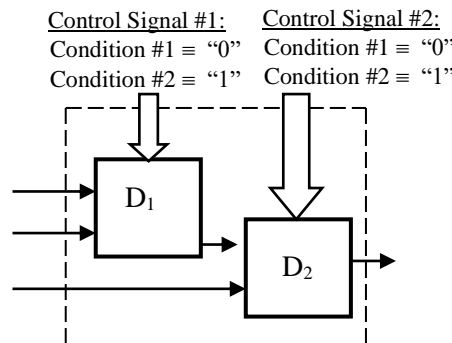 Control Signal #1:
Condition #1 ≡ “0”
Condition #2 ≡ “1”
Control Signal #2:
Condition #1 ≡ “0”
Condition #2 ≡ “1”
D₁
D₂